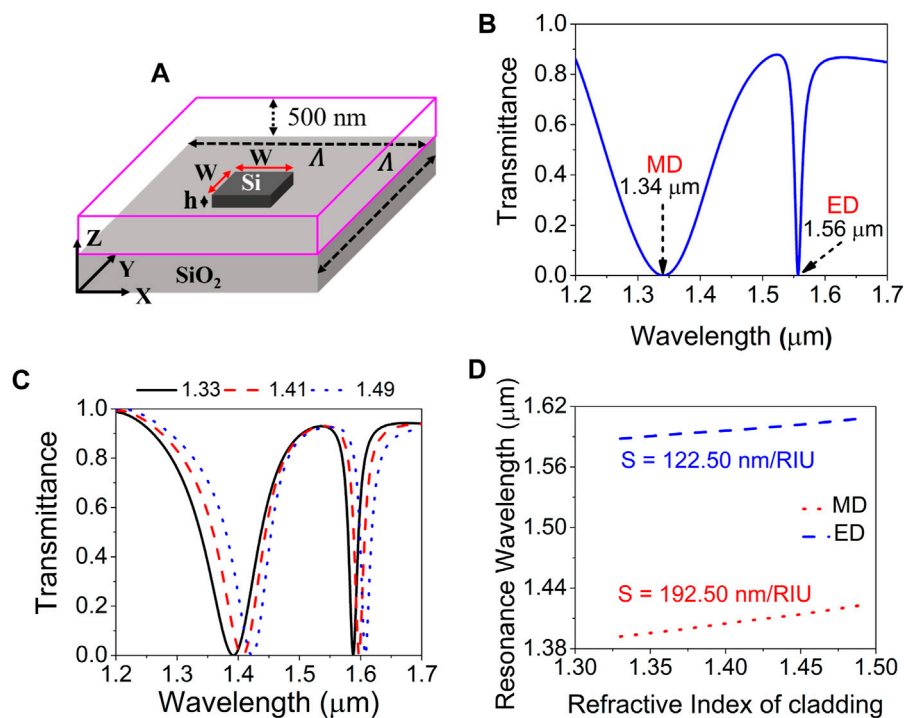 A
500 nm
W
W
Λ
Λ
Si
h
Z
Y
X
SiO2
B
Transmittance
1.0
0.8
0.6
0.4
0.2
0.0
MD
1.34 μm
ED
1.56 μm
1.2 1.3 1.4 1.5 1.6 1.7
Wavelength (μm)
C
1.33 1.41 1.49
Transmittance
1.0
0.8
0.6
0.4
0.2
0.0
1.2 1.3 1.4 1.5 1.6 1.7
Wavelength (μm)
D
Resonance Wavelength (μm)
1.62
1.56
1.50
1.44
1.38
S = 122.50 nm/RIU
MD
ED
S = 192.50 nm/RIU
1.30 1.35 1.40 1.45 1.50
Refractive Index of cladding